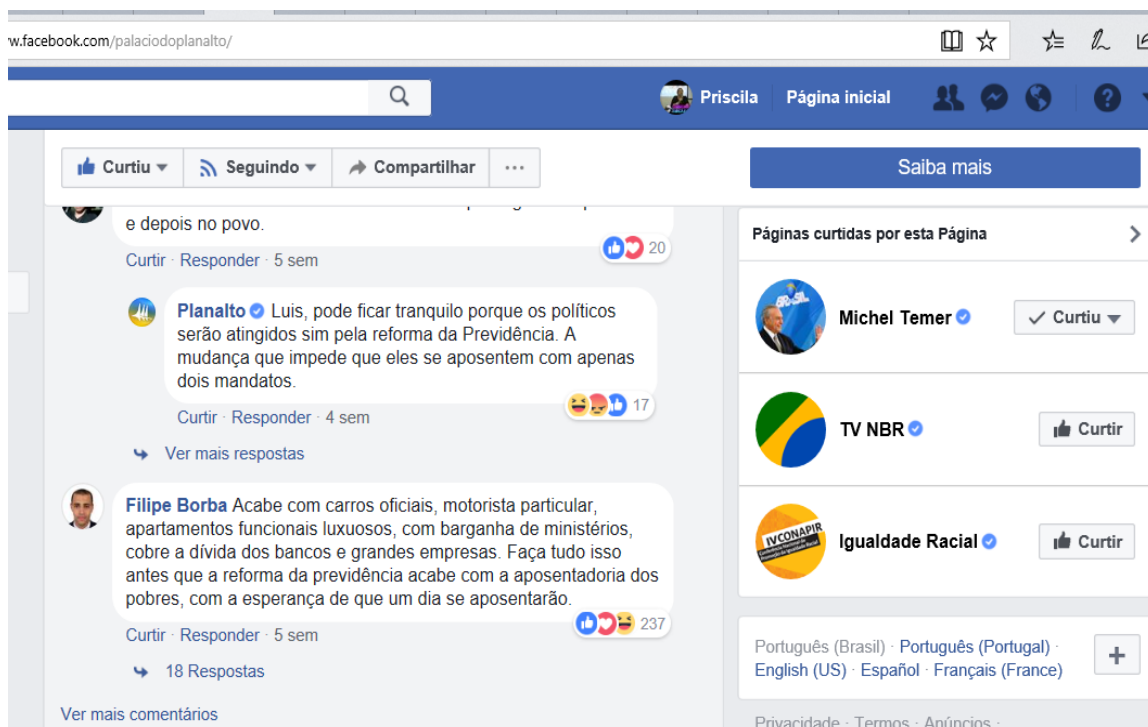 w.facebook.com/palaciodoplanalto/
Priscila Página inicial
Curtiu Seguindo Compartilhar ...
Saiba mais
e depois no povo.
20
Curtir · Responder · 5 sem
Planalto Luis, pode ficar tranquilo porque os políticos
serão atingidos sim pela reforma da Previdência. A
mudança que impede que eles se aposentem com apenas
dois mandatos.
17
Curtir · Responder · 4 sem
Ver mais respostas
Filipe Borba Acabe com carros oficiais, motorista particular,
apartamentos funcionais luxuosos, com barganha de ministérios,
cobre a dívida dos bancos e grandes empresas. Faça tudo isso
antes que a reforma da previdência acabe com a aposentadoria dos
pobres, com a esperança de que um dia se aposentarão.
237
Curtir · Responder · 5 sem
18 Respostas
Ver mais comentários
Páginas curtidas por esta Página
BRASIL
Michel Temer Curtiu
TV NBR Curtir
IVCONAPIR
Igualdade Racial Curtir
Português (Brasil) · Português (Portugal) ·
English (US) · Español · Français (France)
Privacidade · Termos · Anúncios ·